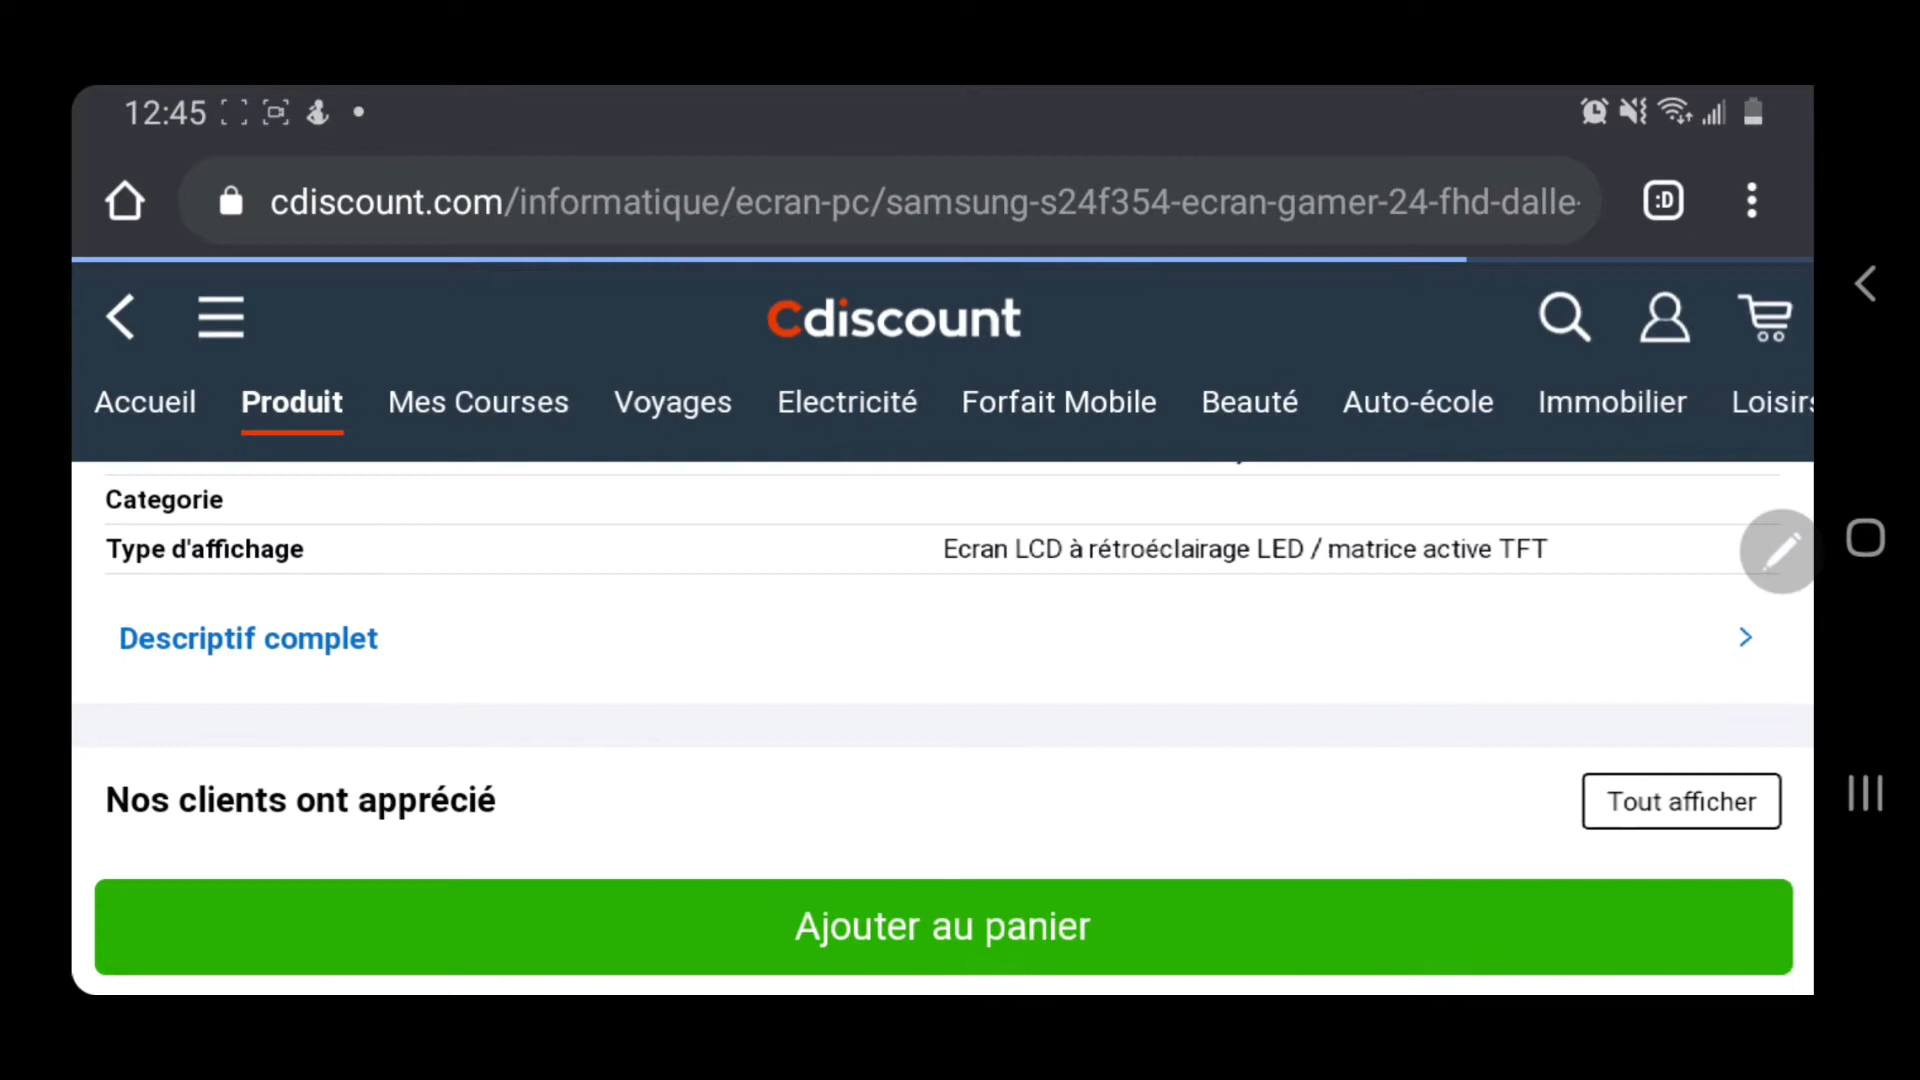 12:45
cdiscount.com/informatique/ecran-pc/samsung-s24f354-ecran-gamer-24-fhd-dalle-
:D
Cdiscount
Accueil Produit Mes Courses Voyages Electricité Forfait Mobile Beauté Auto-école Immobilier Loisirs
Categorie
Type d'affichage Ecran LCD à rétroéclairage LED / matrice active TFT
Descriptif complet
Nos clients ont apprécié Tout afficher
Ajouter au panier